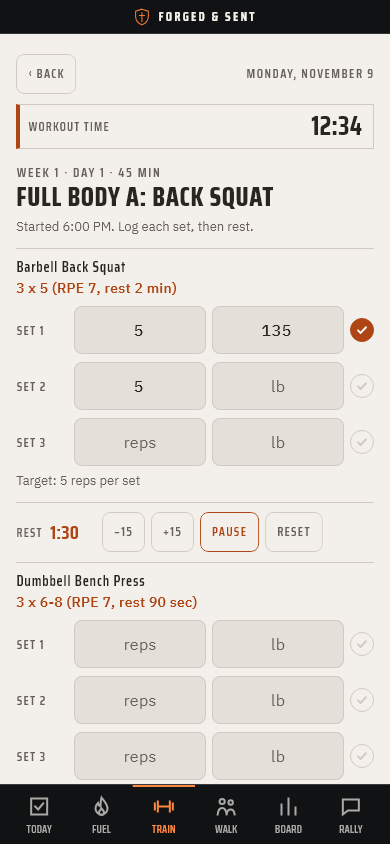 FORGED & SENT
‹ BACK
MONDAY, NOVEMBER 9
WORKOUT TIME 12:34
WEEK 1 · DAY 1 · 45 MIN
FULL BODY A: BACK SQUAT
Started 6:00 PM. Log each set, then rest.
Barbell Back Squat
3 x 5 (RPE 7, rest 2 min)
SET 1 5 135
SET 2 5 lb
SET 3 reps lb
Target: 5 reps per set
REST 1:30 −15 +15 PAUSE RESET
Dumbbell Bench Press
3 x 6-8 (RPE 7, rest 90 sec)
SET 1 reps lb
SET 2 reps lb
SET 3 reps lb
TODAY FUEL TRAIN WALK BOARD RALLY